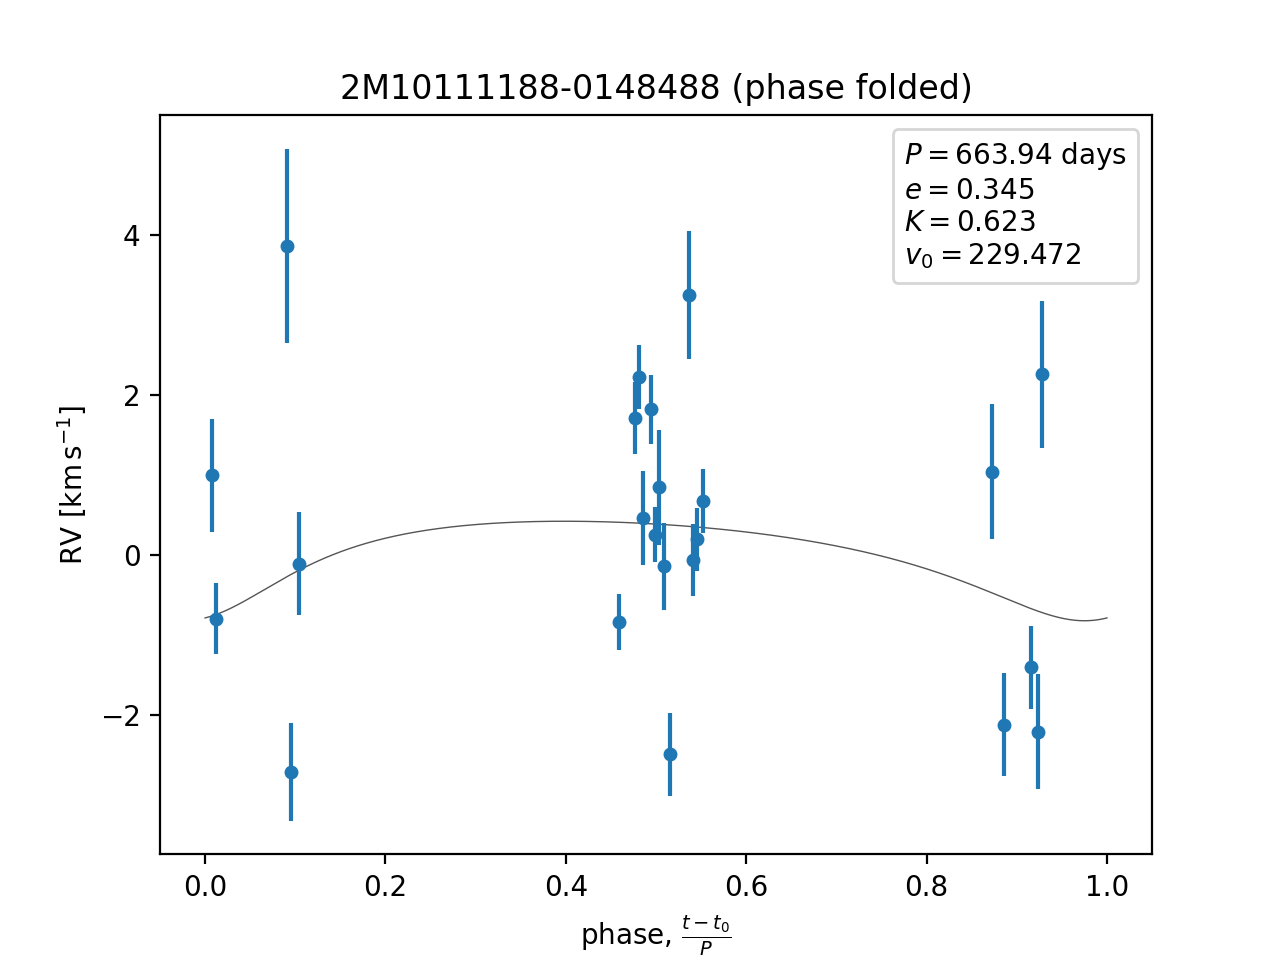 2M10111188-0148488 (phase folded)
P = 663.94 days
e = 0.345
K = 0.623
v₀ = 229.472
4
2
0
−2
RV [km s⁻¹]
0.0 0.2 0.4 0.6 0.8 1.0
phase, (t − t₀)/P